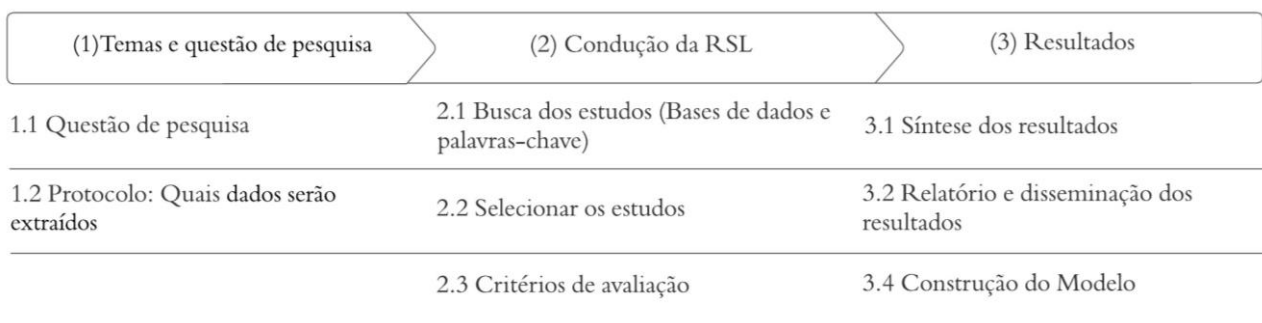 (1)Temas e questão de pesquisa
(2) Condução da RSL
(3) Resultados
1.1 Questão de pesquisa
2.1 Busca dos estudos (Bases de dados e
palavras-chave)
3.1 Síntese dos resultados
1.2 Protocolo: Quais dados serão
extraídos
2.2 Selecionar os estudos
3.2 Relatório e disseminação dos
resultados
2.3 Critérios de avaliação
3.4 Construção do Modelo